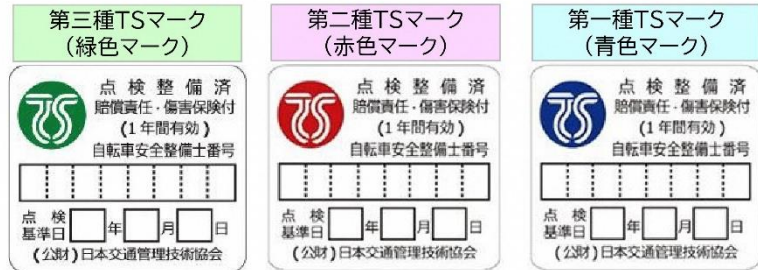 第三種TSマーク
(緑色マーク)
TS
点検整備済
賠償責任・傷害保険付
(1年間有効)
自転車安全整備士番号
点検
基準日 年 月 日
(公財)日本交通管理技術協会
第二種TSマーク
(赤色マーク)
TS
点検整備済
賠償責任・傷害保険付
(1年間有効)
自転車安全整備士番号
点検
基準日 年 月 日
(公財)日本交通管理技術協会
第一種TSマーク
(青色マーク)
TS
点検整備済
賠償責任・傷害保険付
(1年間有効)
自転車安全整備士番号
点検
基準日 年 月 日
(公財)日本交通管理技術協会